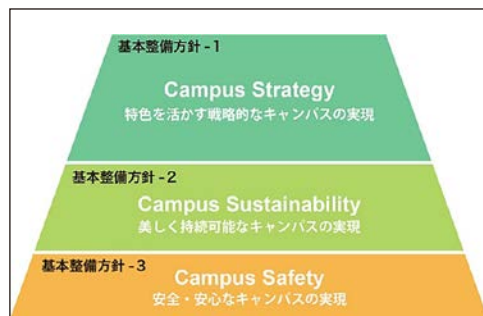 基本整備方針-1
Campus Strategy
特色を活かす戦略的なキャンパスの実現
基本整備方針-2
Campus Sustainability
美しく持続可能なキャンパスの実現
基本整備方針-3
Campus Safety
安全・安心なキャンパスの実現